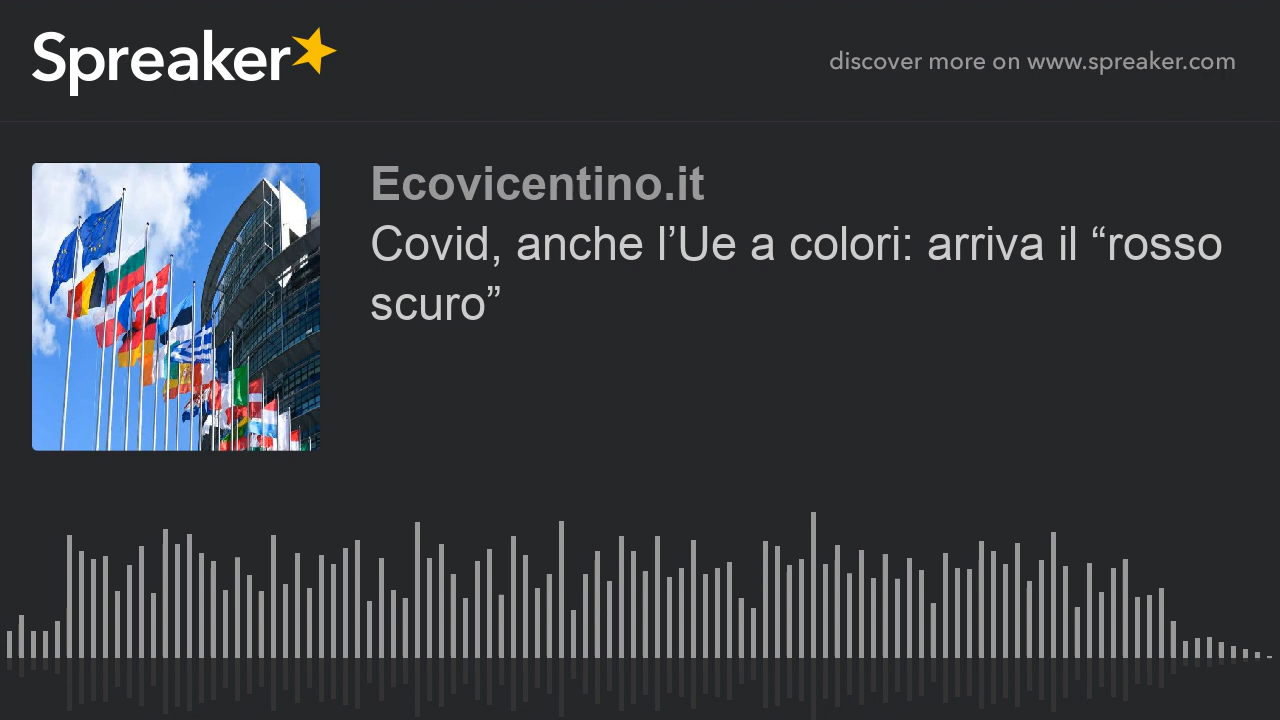 Spreaker
discover more on www.spreaker.com
Ecovicentino.it
Covid, anche l’Ue a colori: arriva il “rosso
scuro”